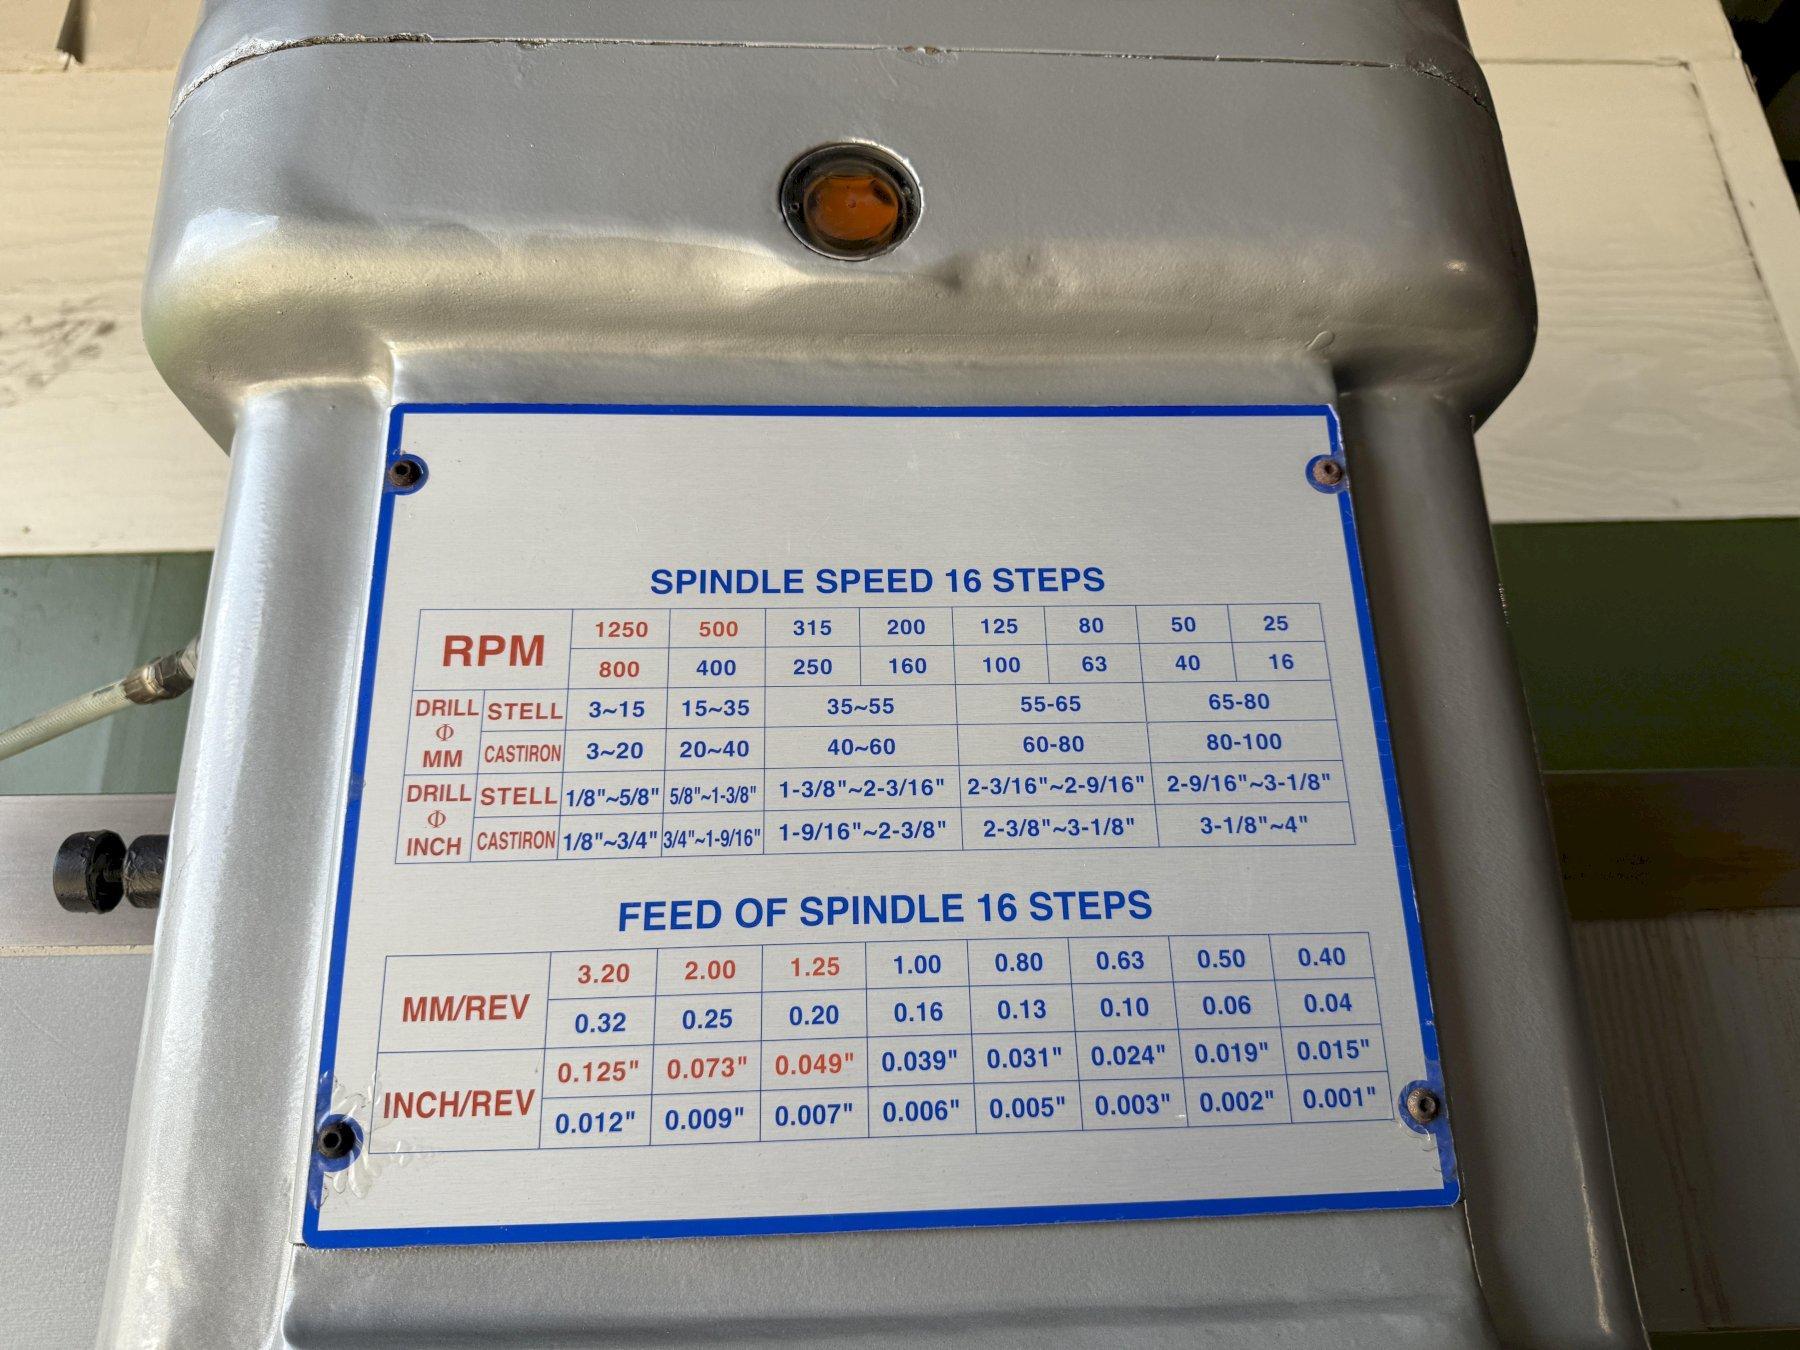 SPINDLE SPEED 16 STEPS
RPM 1250 500 315 200 125 80 50 25
800 400 250 160 100 63 40 16
DRILL Φ MM STELL 3~15 15~35 35~55 55-65 65-80
CASTIRON 3~20 20~40 40~60 60-80 80-100
DRILL Φ INCH STELL 1/8"~5/8" 5/8"~1-3/8" 1-3/8"~2-3/16" 2-3/16"~2-9/16" 2-9/16"~3-1/8"
CASTIRON 1/8"~3/4" 3/4"~1-9/16" 1-9/16"~2-3/8" 2-3/8"~3-1/8" 3-1/8"~4"
FEED OF SPINDLE 16 STEPS
MM/REV 3.20 2.00 1.25 1.00 0.80 0.63 0.50 0.40
0.32 0.25 0.20 0.16 0.13 0.10 0.06 0.04
INCH/REV 0.125" 0.073" 0.049" 0.039" 0.031" 0.024" 0.019" 0.015"
0.012" 0.009" 0.007" 0.006" 0.005" 0.003" 0.002" 0.001"